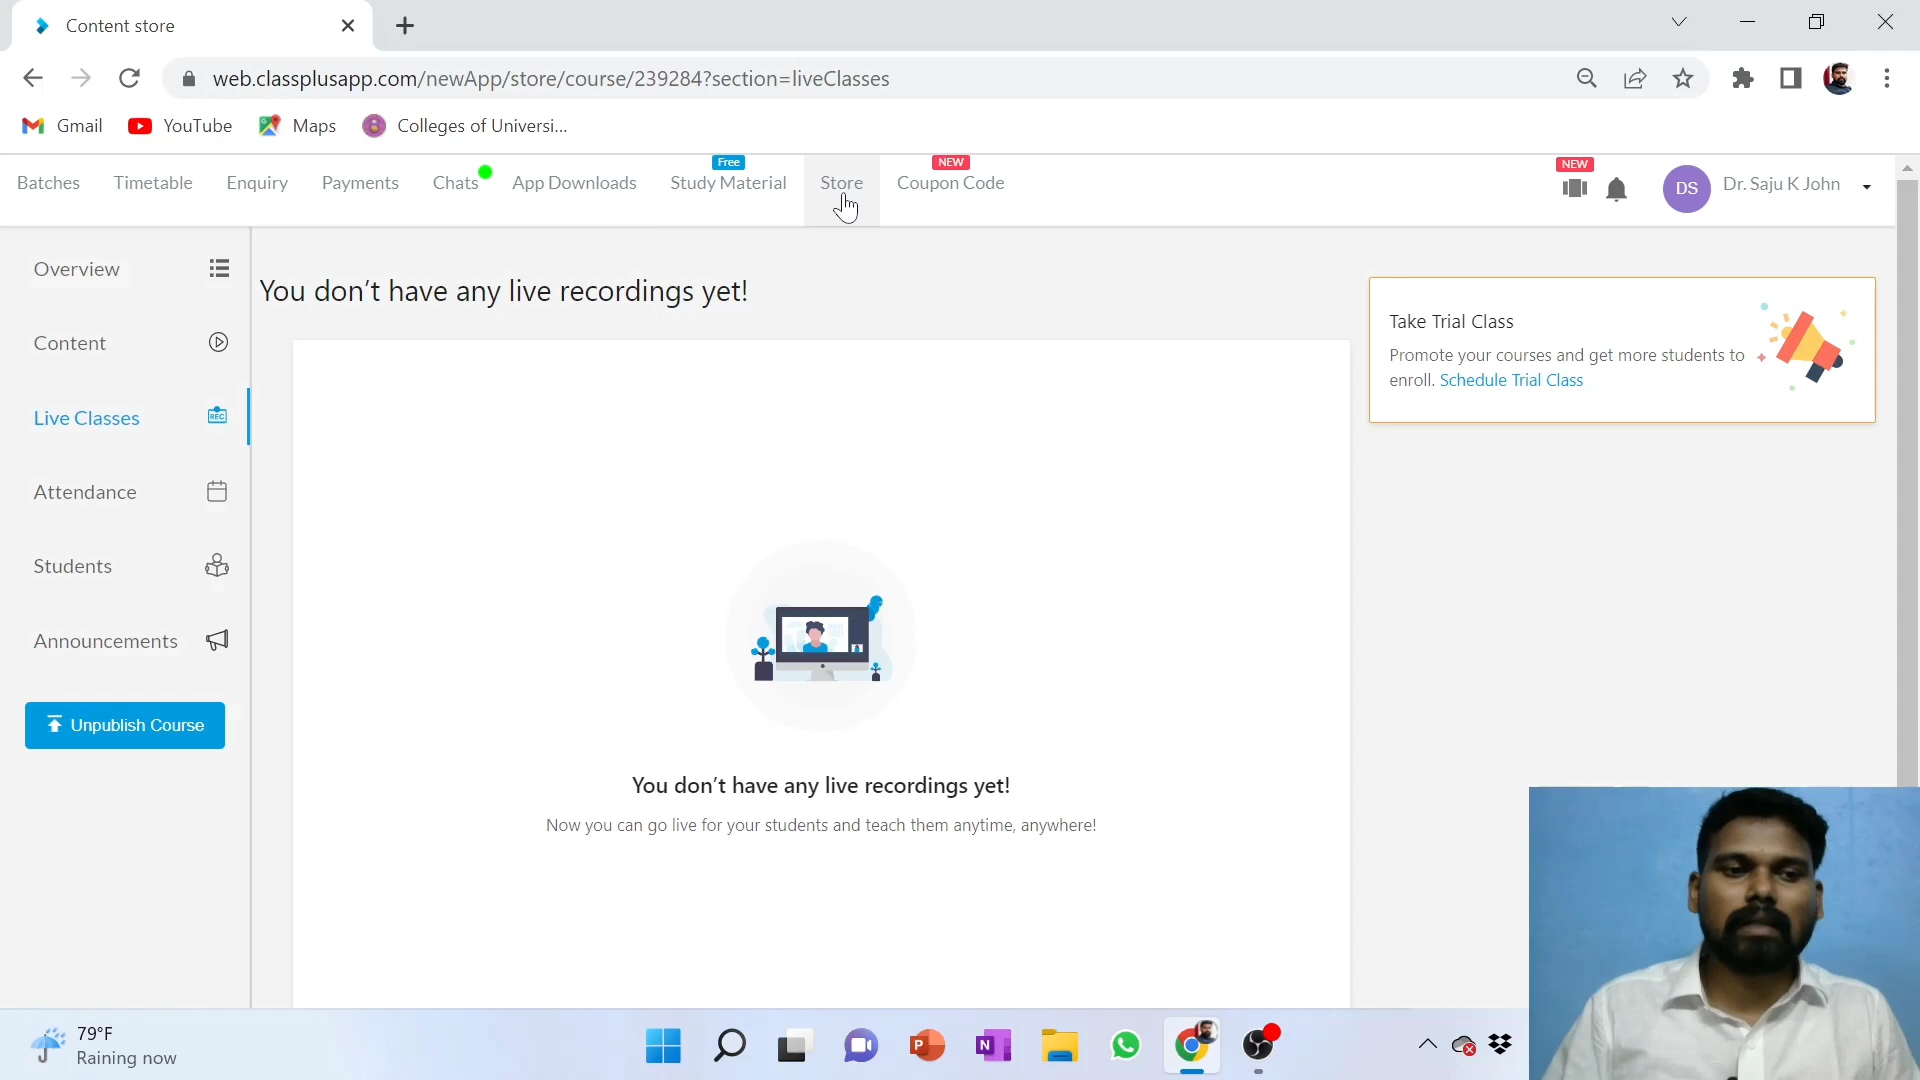 Content store
web.classplusapp.com/newApp/store/course/239284?section=liveClasses
Gmail
YouTube
Maps
Colleges of Universi...
Batches
Timetable
Enquiry
Payments
Chats
App Downloads
Free
Study Material
Store
NEW
Coupon Code
NEW
DS
Dr. Saju K John
Overview
Content
Live Classes
REC
Attendance
Students
Announcements
Unpublish Course
You don't have any live recordings yet!
Take Trial Class
Promote your courses and get more students to
enroll. Schedule Trial Class
You don't have any live recordings yet!
Now you can go live for your students and teach them anytime, anywhere!
79°F
Raining now
P
N